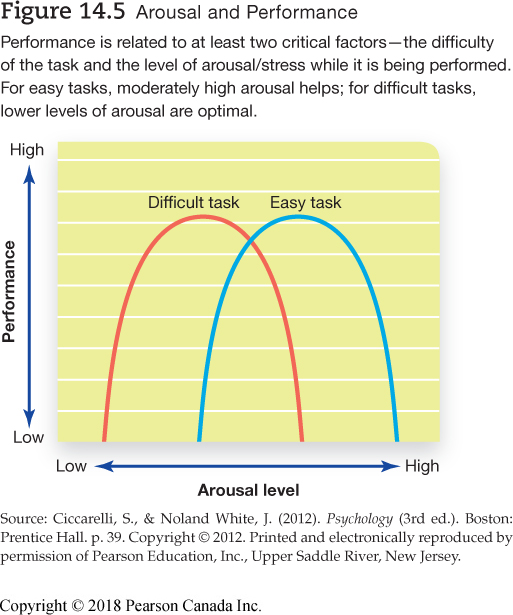 Figure 14.5 Arousal and Performance
Performance is related to at least two critical factors—the difficulty
of the task and the level of arousal/stress while it is being performed.
For easy tasks, moderately high arousal helps; for difficult tasks,
lower levels of arousal are optimal.
High
Difficult task Easy task
Performance
Low
Low High
Arousal level
Source: Ciccarelli, S., & Noland White, J. (2012). Psychology (3rd ed.). Boston:
Prentice Hall. p. 39. Copyright © 2012. Printed and electronically reproduced by
permission of Pearson Education, Inc., Upper Saddle River, New Jersey.
Copyright © 2018 Pearson Canada Inc.